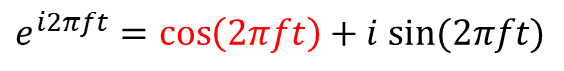 e^{i2πft} = cos(2πft) + i sin(2πft)